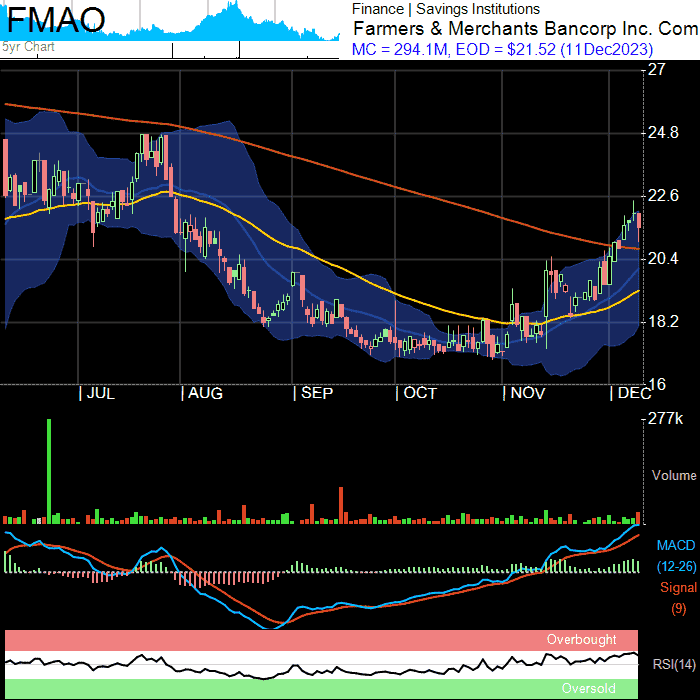 FMAO
5yr Chart
Finance | Savings Institutions
Farmers & Merchants Bancorp Inc. Com
MC = 294.1M, EOD = $21.52 (11Dec2023)
27
24.8
22.6
20.4
18.2
16
JUL AUG SEP OCT NOV DEC
277k
Volume
MACD
(12-26)
Signal
(9)
Overbought
RSI(14)
Oversold